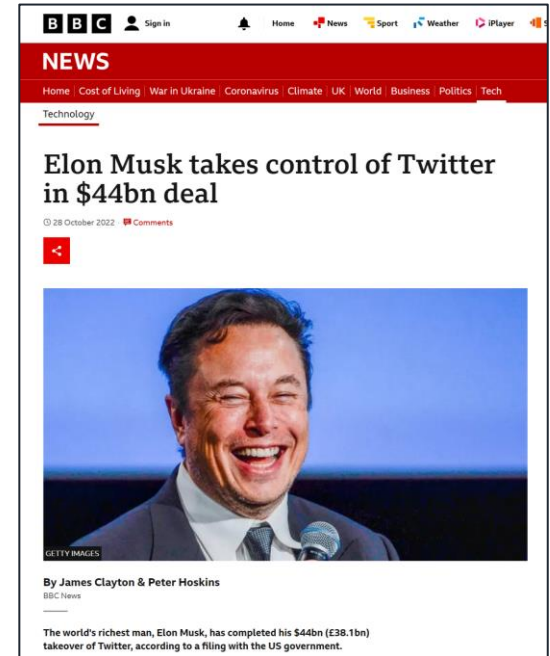 BBC Sign in Home News Sport Weather iPlayer
NEWS
Home Cost of Living War in Ukraine Coronavirus Climate UK World Business Politics Tech
Technology
Elon Musk takes control of Twitter
in $44bn deal
28 October 2022 Comments
GETTY IMAGES
By James Clayton & Peter Hoskins
BBC News
The world's richest man, Elon Musk, has completed his $44bn (£38.1bn)
takeover of Twitter, according to a filing with the US government.